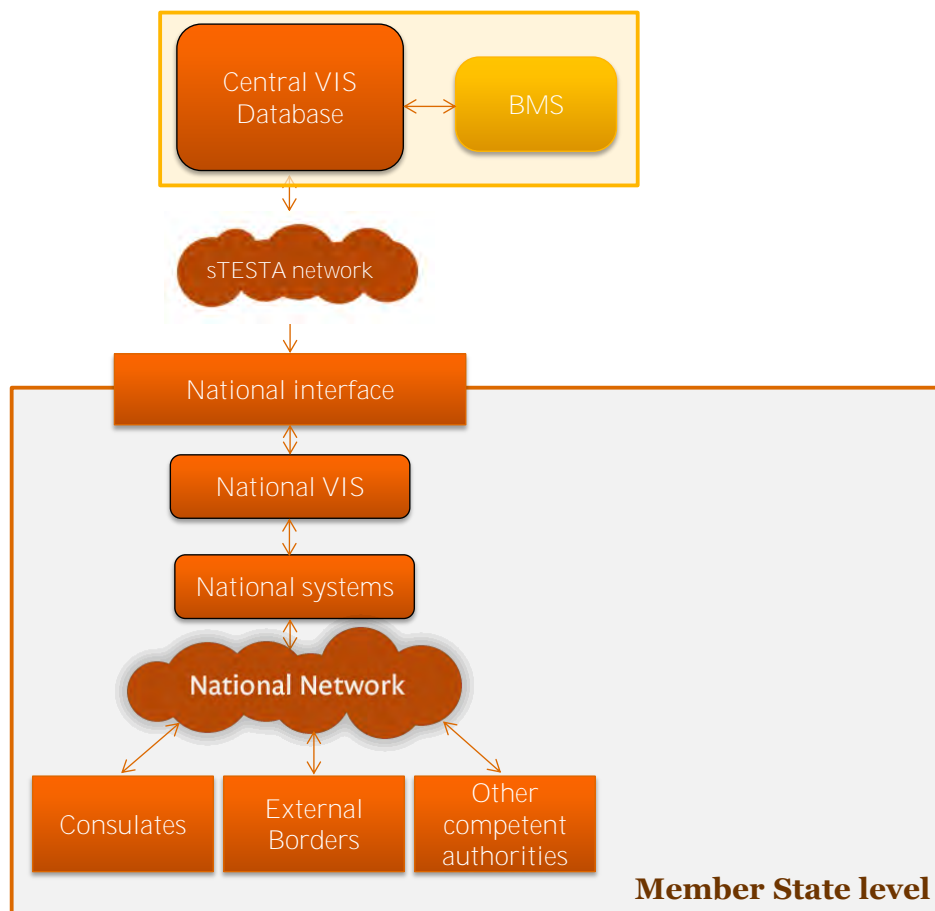 Central VIS
Database
BMS
sTESTA network
National interface
National VIS
National systems
National Network
Consulates
External
Borders
Other
competent
authorities
Member State level